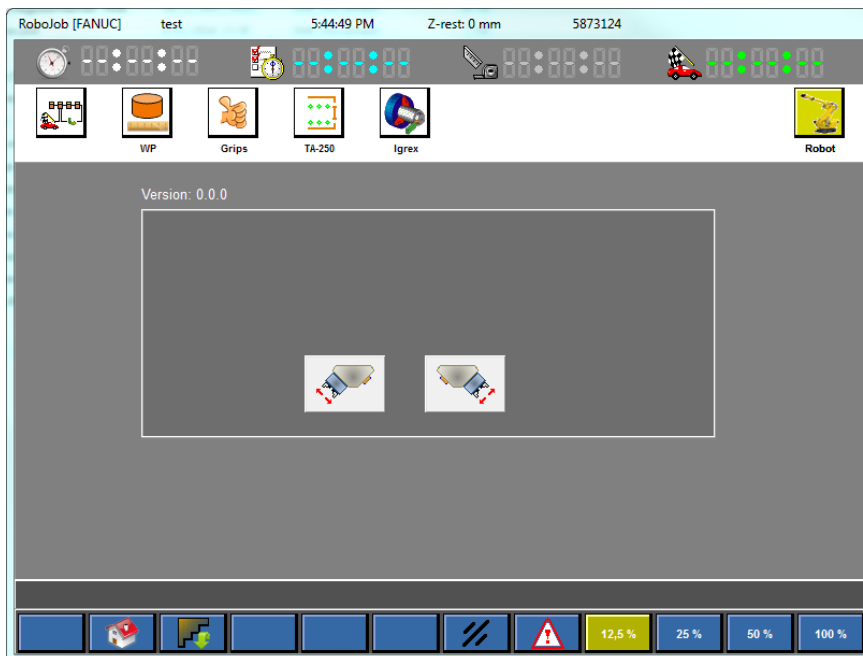 RoboJob [FANUC] test 5:44:49 PM Z-rest: 0 mm 5873124
WP Grips TA-250 Igrex Robot
Version: 0.0.0
12,5 % 25 % 50 % 100 %